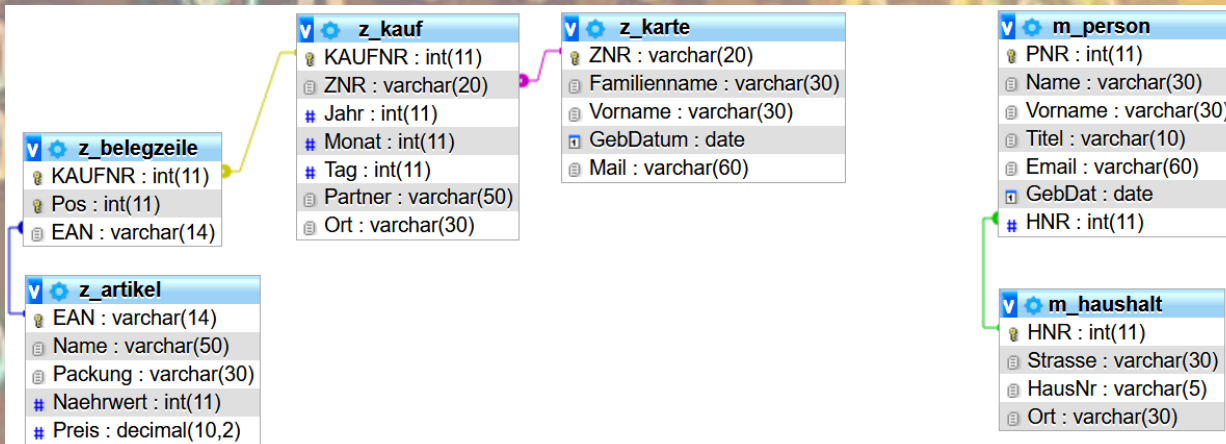 z_kauf
KAUFNR : int(11)
ZNR : varchar(20)
Jahr : int(11)
Monat : int(11)
Tag : int(11)
Partner : varchar(50)
Ort : varchar(30)
z_karte
ZNR : varchar(20)
Familienname : varchar(30)
Vorname : varchar(30)
GebDatum : date
Mail : varchar(60)
m_person
PNR : int(11)
Name : varchar(30)
Vorname : varchar(30)
Titel : varchar(10)
Email : varchar(60)
GebDat : date
HNR : int(11)
z_belegzeile
KAUFNR : int(11)
Pos : int(11)
EAN : varchar(14)
z_artikel
EAN : varchar(14)
Name : varchar(50)
Packung : varchar(30)
Naehrwert : int(11)
Preis : decimal(10,2)
m_haushalt
HNR : int(11)
Strasse : varchar(30)
HausNr : varchar(5)
Ort : varchar(30)